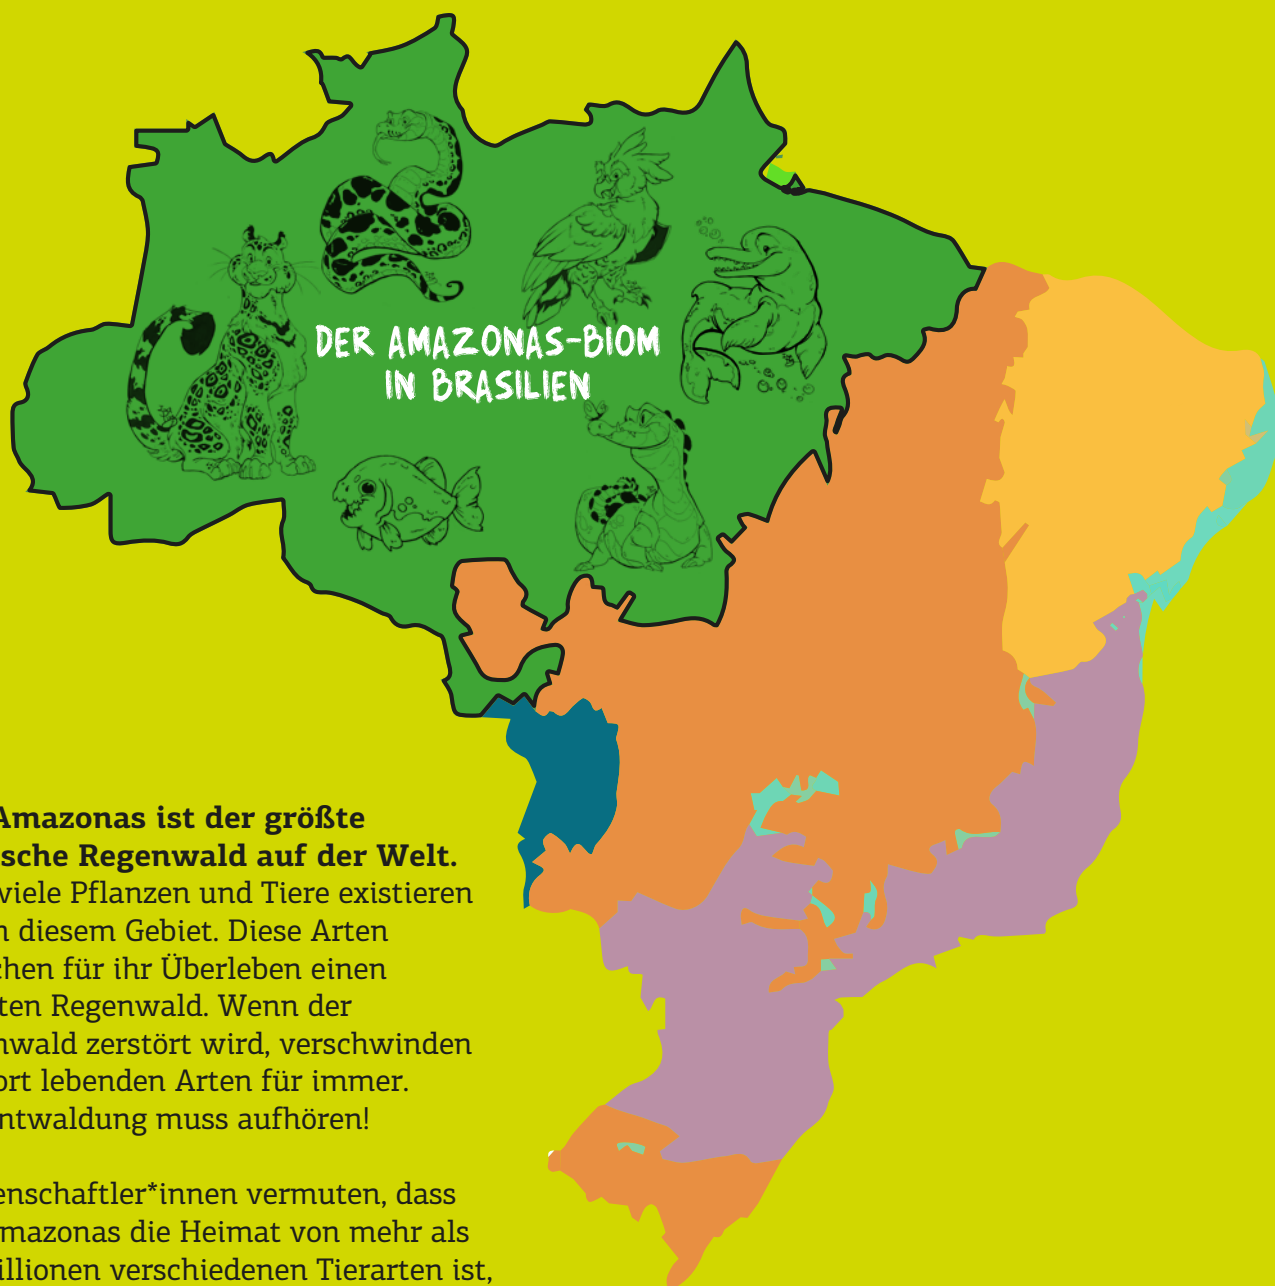 DER AMAZONAS-BIOM
IN BRASILIEN
Amazonas ist der größte
sche Regenwald auf der Welt.
viele Pflanzen und Tiere existieren
n diesem Gebiet. Diese Arten
chen für ihr Überleben einen
ten Regenwald. Wenn der
nwald zerstört wird, verschwinden
ort lebenden Arten für immer.
ntwaldung muss aufhören!
enschaftler*innen vermuten, dass
mazonas die Heimat von mehr als
illionen verschiedenen Tierarten ist,